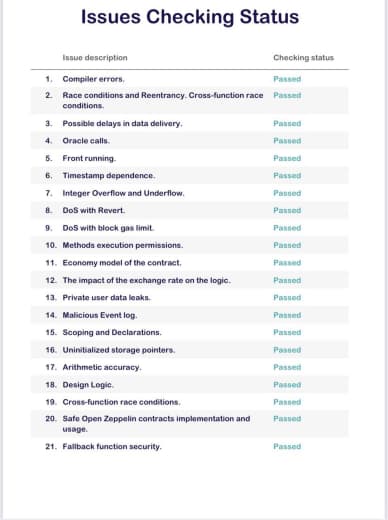 Issues Checking Status
Issue description Checking status
1. Compiler errors. Passed
2. Race conditions and Reentrancy. Cross-function race Passed
conditions.
3. Possible delays in data delivery. Passed
4. Oracle calls. Passed
5. Front running. Passed
6. Timestamp dependence. Passed
7. Integer Overflow and Underflow. Passed
8. DoS with Revert. Passed
9. DoS with block gas limit. Passed
10. Methods execution permissions. Passed
11. Economy model of the contract. Passed
12. The impact of the exchange rate on the logic. Passed
13. Private user data leaks. Passed
14. Malicious Event log. Passed
15. Scoping and Declarations. Passed
16. Uninitialized storage pointers. Passed
17. Arithmetic accuracy. Passed
18. Design Logic. Passed
19. Cross-function race conditions. Passed
20. Safe Open Zeppelin contracts implementation and Passed
usage.
21. Fallback function security. Passed